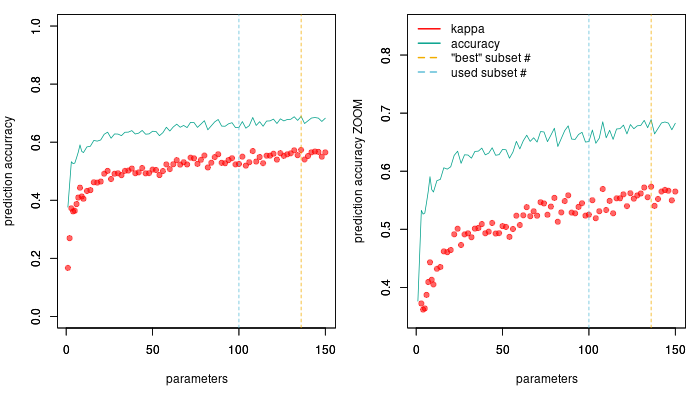 prediction accurracy
1.0
0.8
0.6
0.4
0.2
0.0
0
50
100
150
parameters
prediction accuracy ZOOM
0.8
0.7
0.6
0.5
0.4
kappa
accuracy
"best" subset #
used subset #
0
50
100
150
parameters